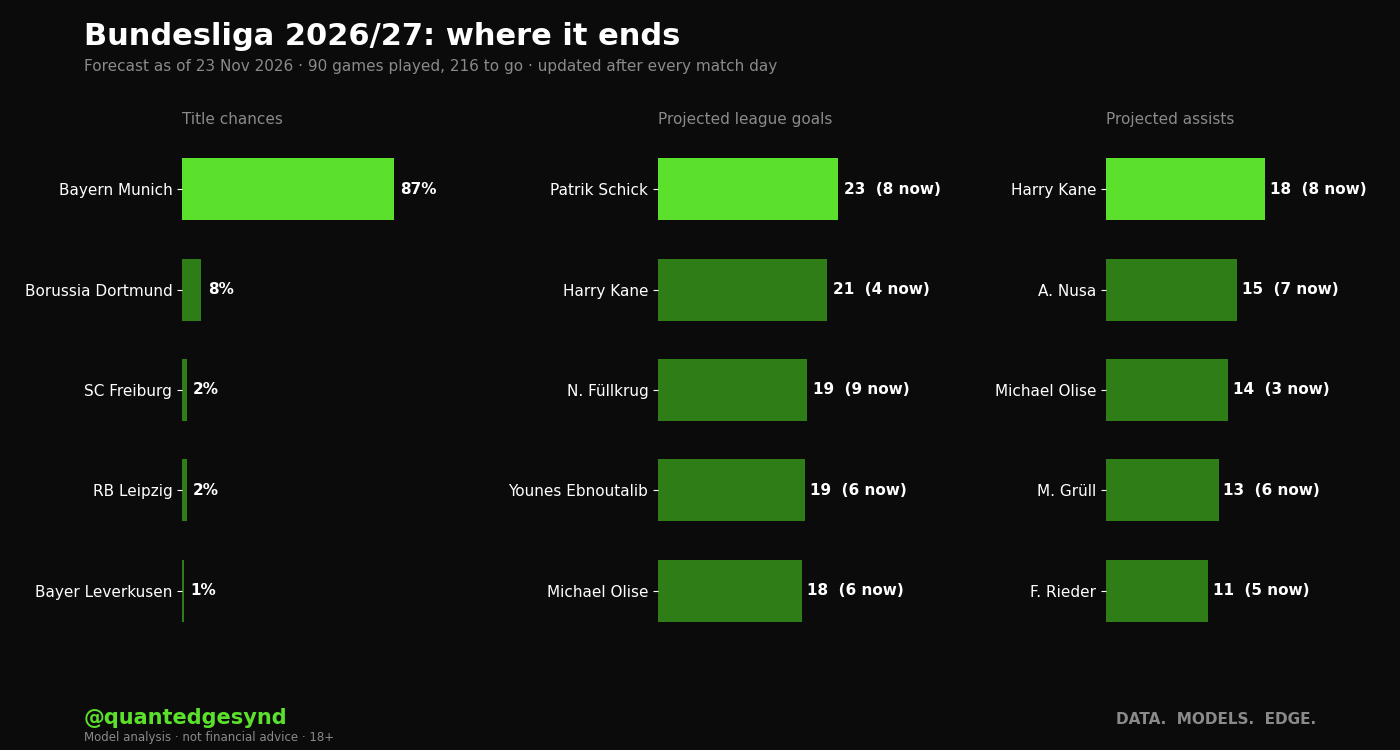 Bundesliga 2026/27: where it ends
Forecast as of 23 Nov 2026 · 90 games played, 216 to go · updated after every match day
Title chances
Bayern Munich 87%
Borussia Dortmund 8%
SC Freiburg 2%
RB Leipzig 2%
Bayer Leverkusen 1%
Projected league goals
Patrik Schick 23 (8 now)
Harry Kane 21 (4 now)
N. Füllkrug 19 (9 now)
Younes Ebnoutalib 19 (6 now)
Michael Olise 18 (6 now)
Projected assists
Harry Kane 18 (8 now)
A. Nusa 15 (7 now)
Michael Olise 14 (3 now)
M. Grüll 13 (6 now)
F. Rieder 11 (5 now)
@quantedgesynd
Model analysis · not financial advice · 18+
DATA. MODELS. EDGE.